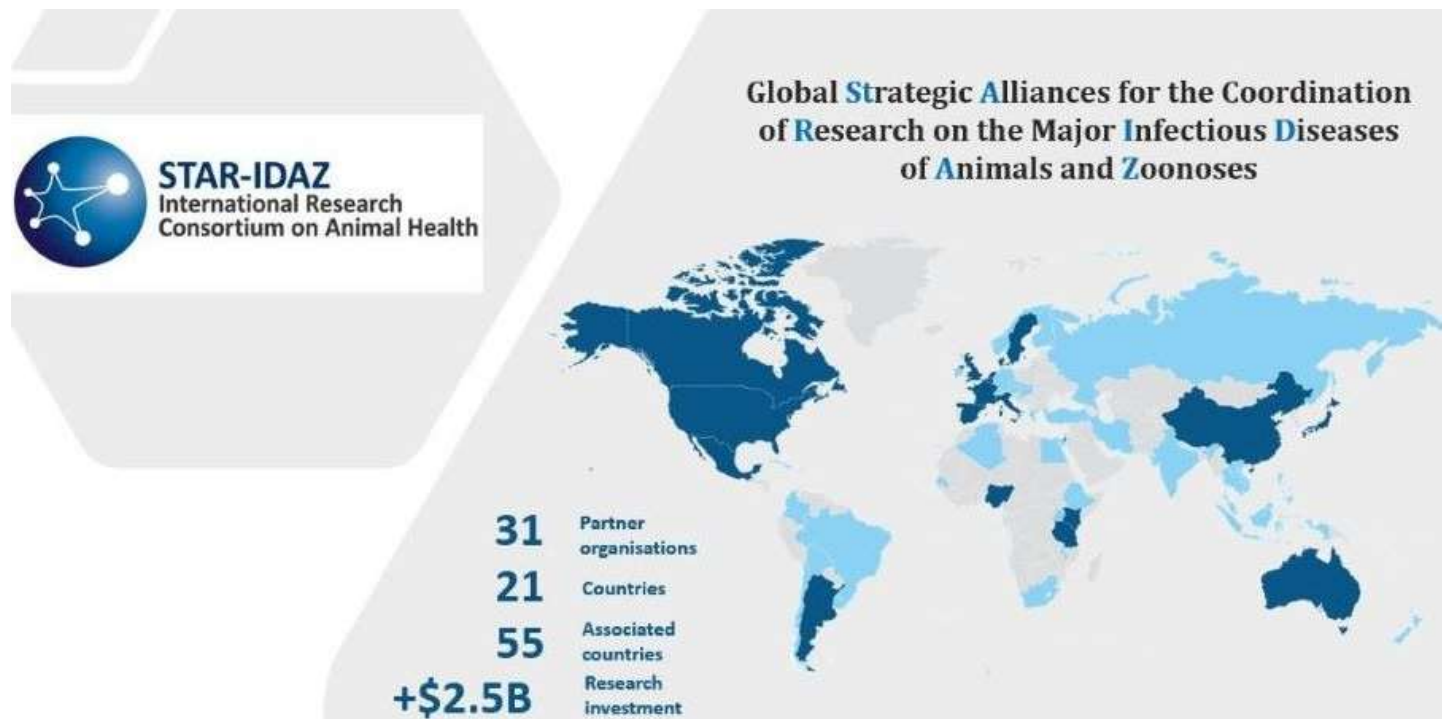 STAR-IDAZ
International Research
Consortium on Animal Health
Global Strategic Alliances for the Coordination
of Research on the Major Infectious Diseases
of Animals and Zoonoses
31 Partner
organisations
21 Countries
55 Associated
countries
+$2.5B Research
investment